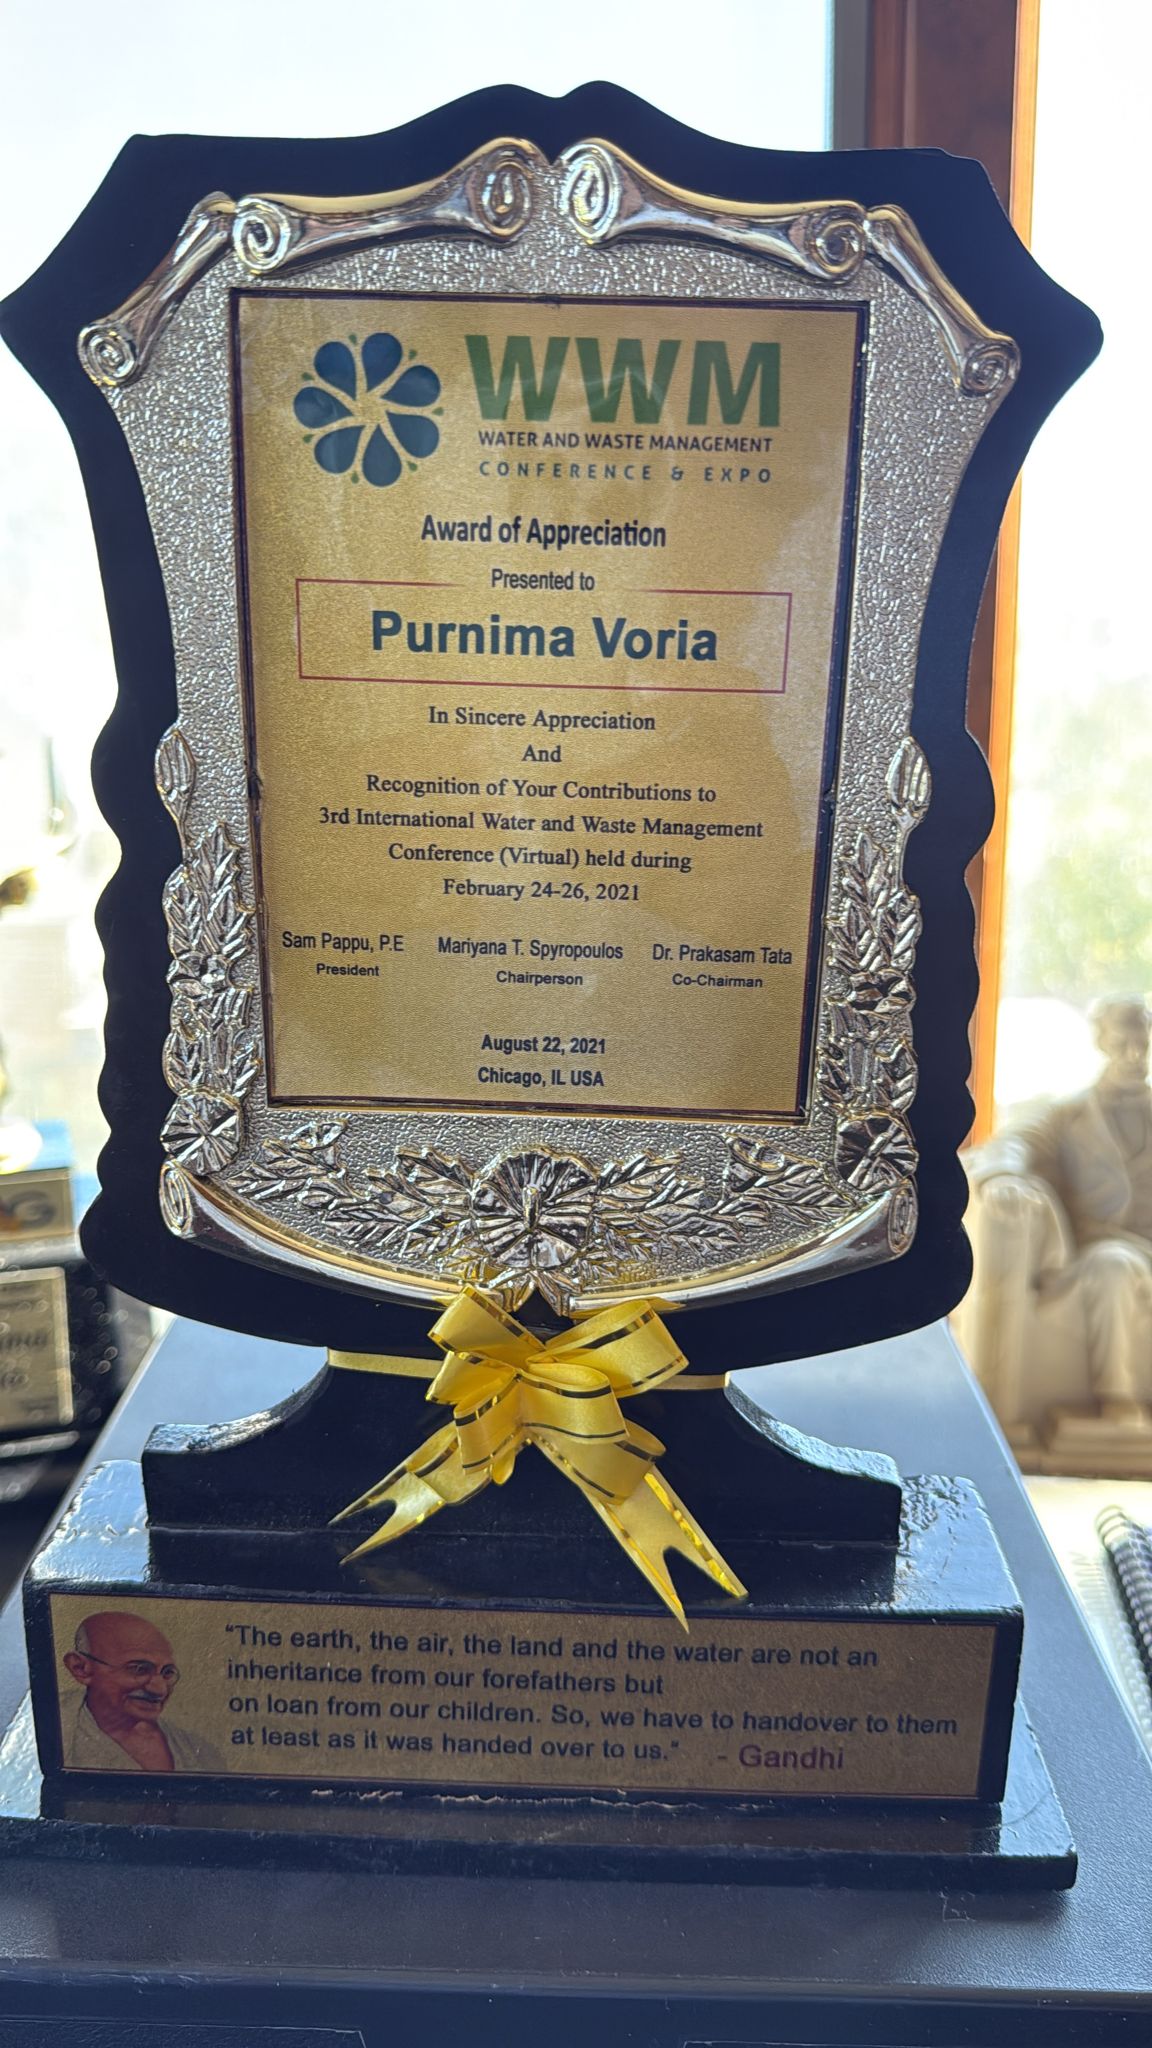 WWM
WATER AND WASTE MANAGEMENT
CONFERENCE & EXPO
Award of Appreciation
Presented to
Purnima Voria
In Sincere Appreciation
And
Recognition of Your Contributions to
3rd International Water and Waste Management
Conference (Virtual) held during
February 24-26, 2021
Sam Pappu, P.E
President
Mariyana T. Spyropoulos
Chairperson
Dr. Prakasam Tata
Co-Chairman
August 22, 2021
Chicago, IL USA
"The earth, the air, the land and the water are not an
inheritance from our forefathers but
on loan from our children. So, we have to handover to them
at least as it was handed over to us."
- Gandhi